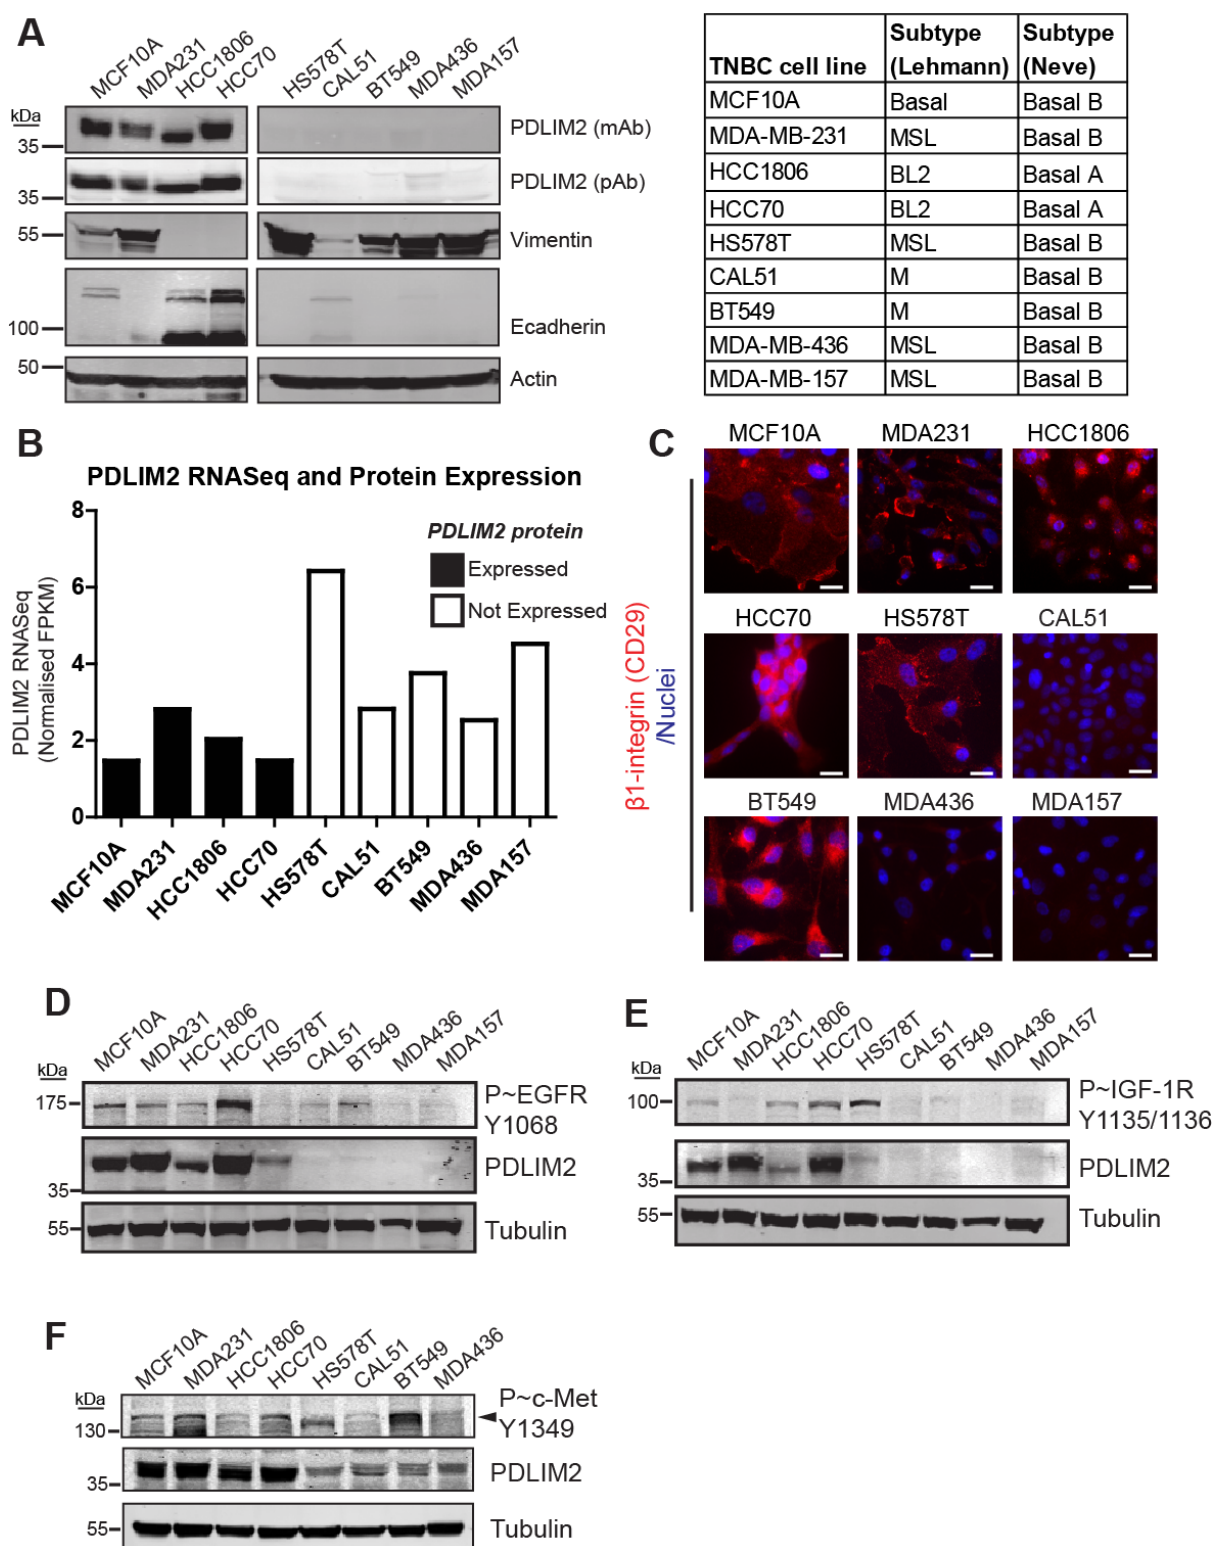 A
MCF10A
MDA231
HCC1806
HCC70
HS578T
CAL51
BT549
MDA436
MDA157
kDa
35
PDLIM2 (mAb)
35
PDLIM2 (pAb)
55
Vimentin
100
Ecadherin
50
Actin
TNBC cell line Subtype (Lehmann) Subtype (Neve)
MCF10A Basal Basal B
MDA-MB-231 MSL Basal B
HCC1806 BL2 Basal A
HCC70 BL2 Basal A
HS578T MSL Basal B
CAL51 M Basal B
BT549 M Basal B
MDA-MB-436 MSL Basal B
MDA-MB-157 MSL Basal B
B
PDLIM2 RNASeq and Protein Expression
PDLIM2 RNASeq
(Normalised FPKM)
8
6
4
2
0
PDLIM2 protein
Expressed
Not Expressed
MCF10A
MDA231
HCC1806
HCC70
HS578T
CAL51
BT549
MDA436
MDA157
C
β1-integrin (CD29)
/Nuclei
MCF10A MDA231 HCC1806
HCC70 HS578T CAL51
BT549 MDA436 MDA157
D
MCF10A
MDA231
HCC1806
HCC70
HS578T
CAL51
BT549
MDA436
MDA157
kDa
175
P~EGFR
Y1068
PDLIM2
35
55
Tubulin
E
MCF10A
MDA231
HCC1806
HCC70
HS578T
CAL51
BT549
MDA436
MDA157
kDa
100
P~IGF-1R
Y1135/1136
PDLIM2
35
55
Tubulin
F
MCF10A
MDA231
HCC1806
HCC70
HS578T
CAL51
BT549
MDA436
kDa
130
P~c-Met
Y1349
PDLIM2
35
55
Tubulin